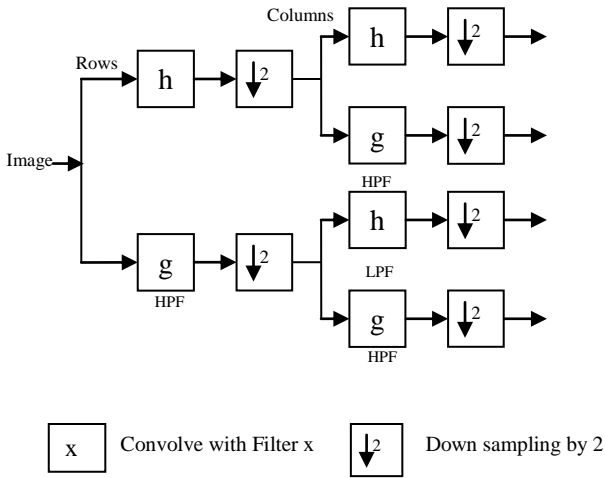 Columns
Rows
h
2
h
2
g
2
HPF
Image
h
2
LPF
g
2
HPF
g
2
HPF
x
Convolve with Filter x
2
Down sampling by 2